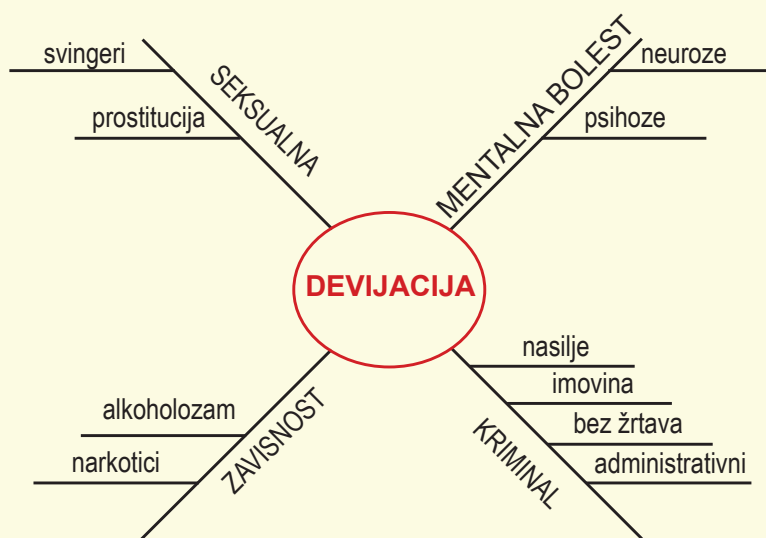 svingeri
prostitucija
SEKSUALNA
MENTALNA BOLEST
neuroze
psihoze
DEVIJACIJA
alkoholozam
narkotici
ZAVISNOST
KRIMINAL
nasilje
imovina
bez žrtava
administrativni